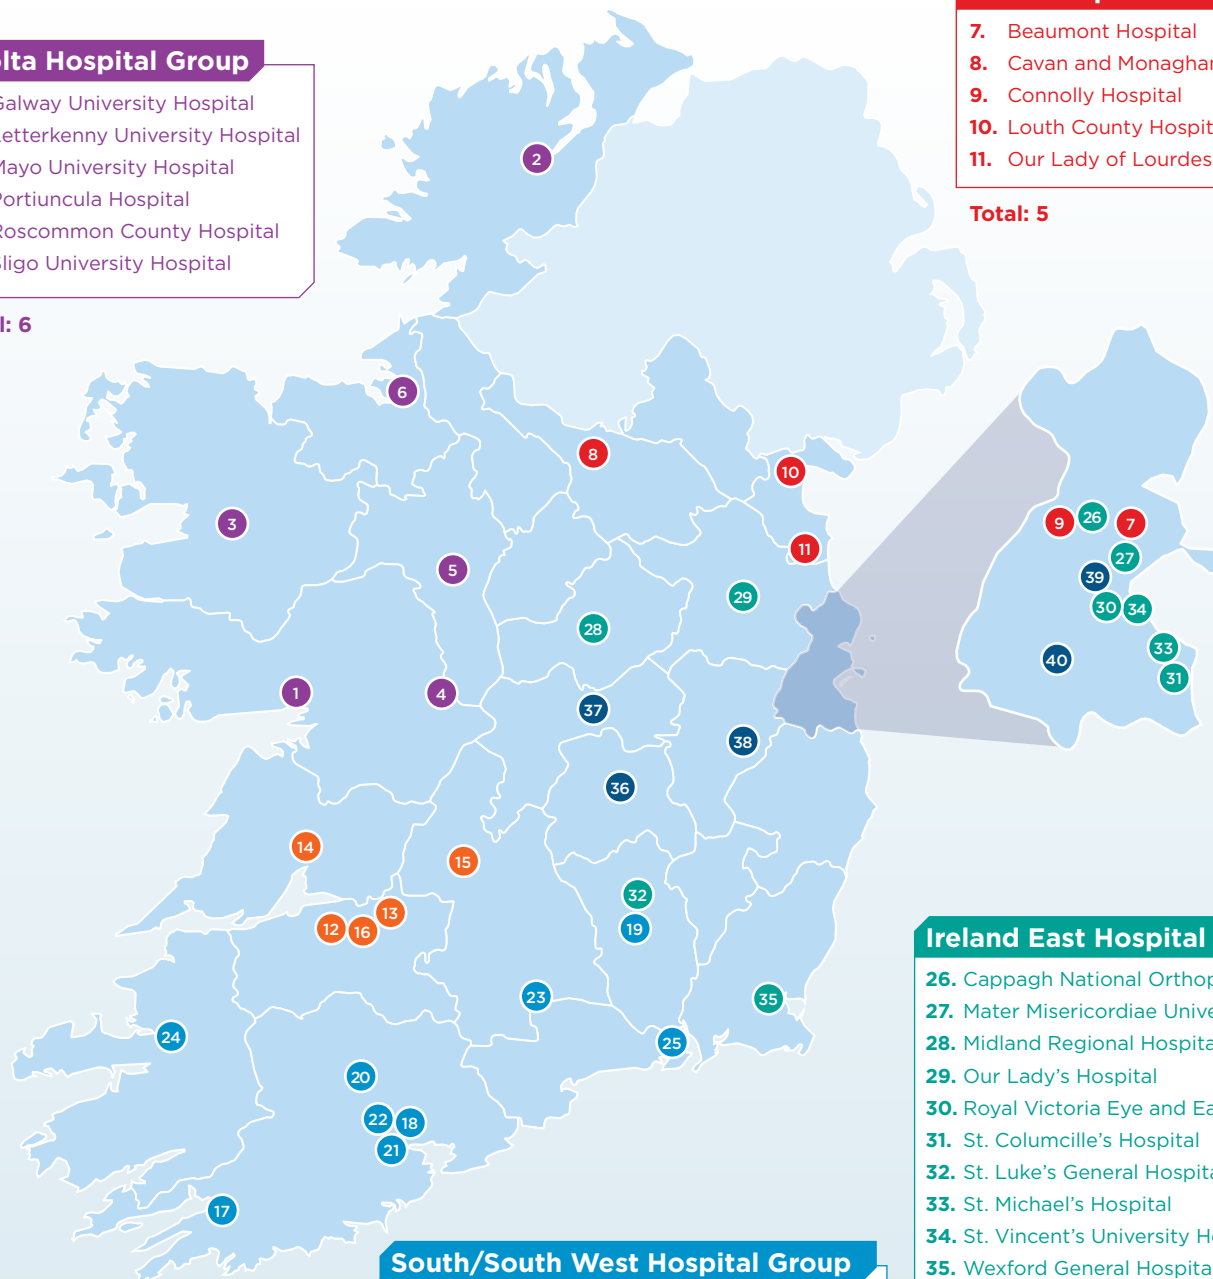 lta Hospital Group
Galway University Hospital
Letterkenny University Hospital
Mayo University Hospital
Portiuncula Hospital
Roscommon County Hospital
Sligo University Hospital
l: 6
7. Beaumont Hospital
8. Cavan and Monaghan
9. Connolly Hospital
10. Louth County Hospit
11. Our Lady of Lourdes
Total: 5
2
6
8
10
3
9
26
7
11
27
5
39
29
30
34
28
33
40
31
1
4
37
38
36
14
15
32
13
12
16
19
23
35
24
25
20
22
18
21
17
Ireland East Hospital
26. Cappagh National Orthop
27. Mater Misericordiae Unive
28. Midland Regional Hospita
29. Our Lady's Hospital
30. Royal Victoria Eye and Ea
31. St. Columcille's Hospital
32. St. Luke's General Hospita
33. St. Michael's Hospital
34. St. Vincent's University H
35. Wexford General Hospita
South/South West Hospital Group